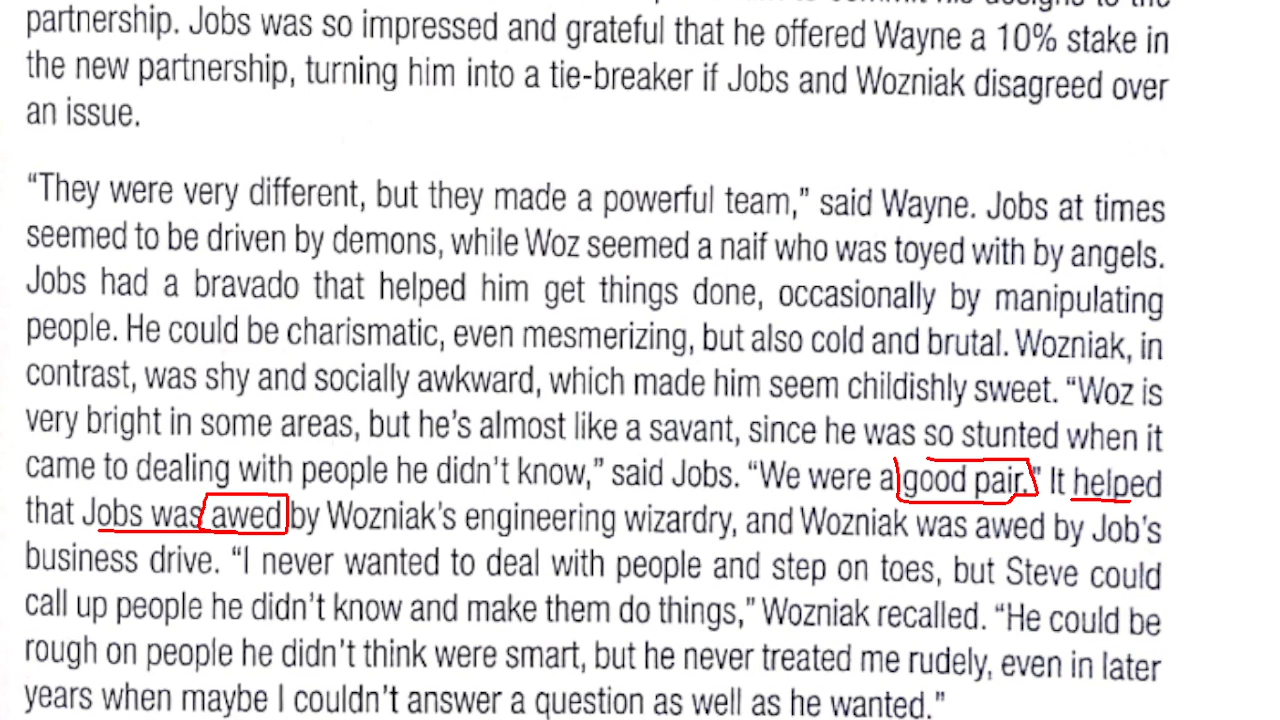 partnership. Jobs was so impressed and grateful that he offered Wayne a 10% stake in
the new partnership, turning him into a tie-breaker if Jobs and Wozniak disagreed over
an issue.
“They were very different, but they made a powerful team,” said Wayne. Jobs at times
seemed to be driven by demons, while Woz seemed a naif who was toyed with by angels.
Jobs had a bravado that helped him get things done, occasionally by manipulating
people. He could be charismatic, even mesmerizing, but also cold and brutal. Wozniak, in
contrast, was shy and socially awkward, which made him seem childishly sweet. “Woz is
very bright in some areas, but he’s almost like a savant, since he was so stunted when it
came to dealing with people he didn’t know,” said Jobs. “We were a good pair.” It helped
that Jobs was awed by Wozniak’s engineering wizardry, and Wozniak was awed by Job’s
business drive. “I never wanted to deal with people and step on toes, but Steve could
call up people he didn’t know and make them do things,” Wozniak recalled. “He could be
rough on people he didn’t think were smart, but he never treated me rudely, even in later
years when maybe I couldn’t answer a question as well as he wanted.”